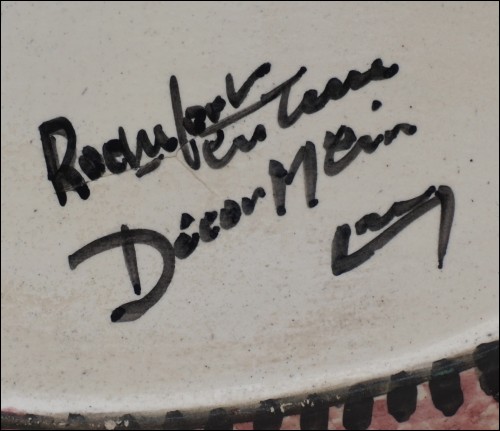 Rochefort
en Terre
Décor Main